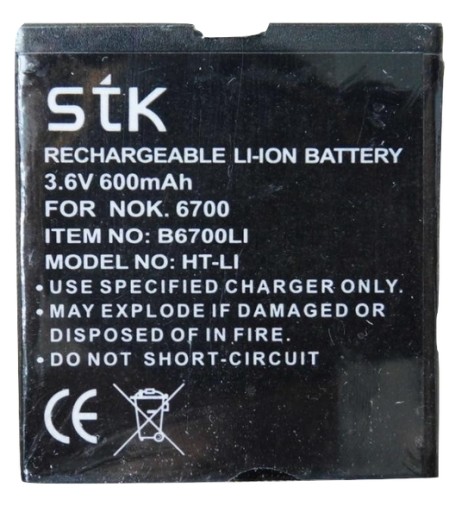 STK
RECHARGEABLE LI-ION BATTERY
3.6V 600mAh
FOR NOK. 6700
ITEM NO: B6700LI
MODEL NO: HT-LI
• USE SPECIFIED CHARGER ONLY.
• MAY EXPLODE IF DAMAGED OR
DISPOSED OF IN FIRE.
• DO NOT SHORT-CIRCUIT
CE